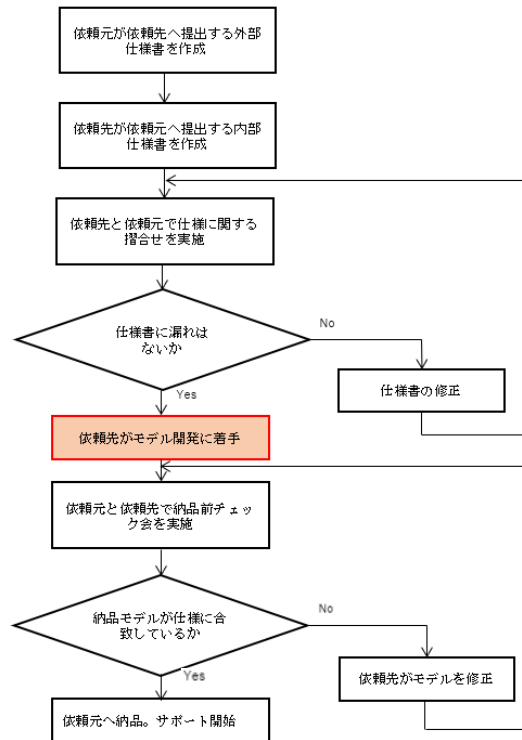 依頼元が依頼先へ提出する外部
仕様書を作成
依頼先が依頼元へ提出する内部
仕様書を作成
依頼先と依頼元で仕様に関する
摺合せを実施
仕様書に漏れは
ないか
No
仕様書の修正
Yes
依頼先がモデル開発に着手
依頼元と依頼先で納品前チェッ
ク会を実施
納品モデルが仕様に合
致しているか
No
依頼先がモデルを修正
Yes
依頼元へ納品。サポート開始